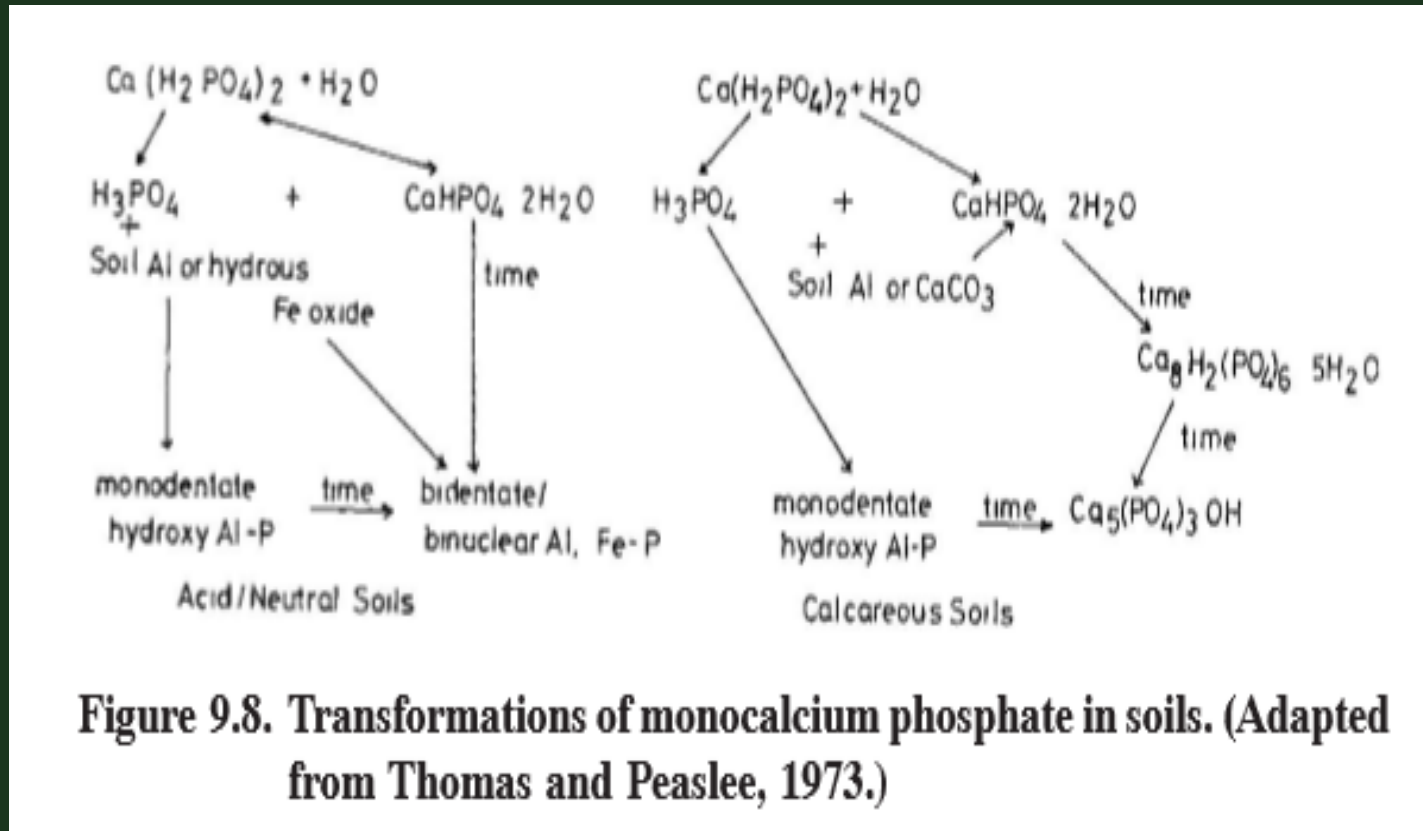 Ca (H2 PO4)2 • H2O
H3PO4 + CaHPO4 2H2O
+
Soil Al or hydrous
Fe oxide
time
monodentate
hydroxy Al-P
time
bidentate/
binuclear Al, Fe-P
Acid/Neutral Soils
Ca(H2PO4)2+H2O
H3PO4 + CaHPO4 2H2O
+
Soil Al or CaCO3
time
Ca8 H2(PO4)6 5H2O
time
monodentate
hydroxy Al-P
time
Ca5(PO4)3 OH
Calcareous Soils
Figure 9.8. Transformations of monocalcium phosphate in soils. (Adapted
from Thomas and Peaslee, 1973.)